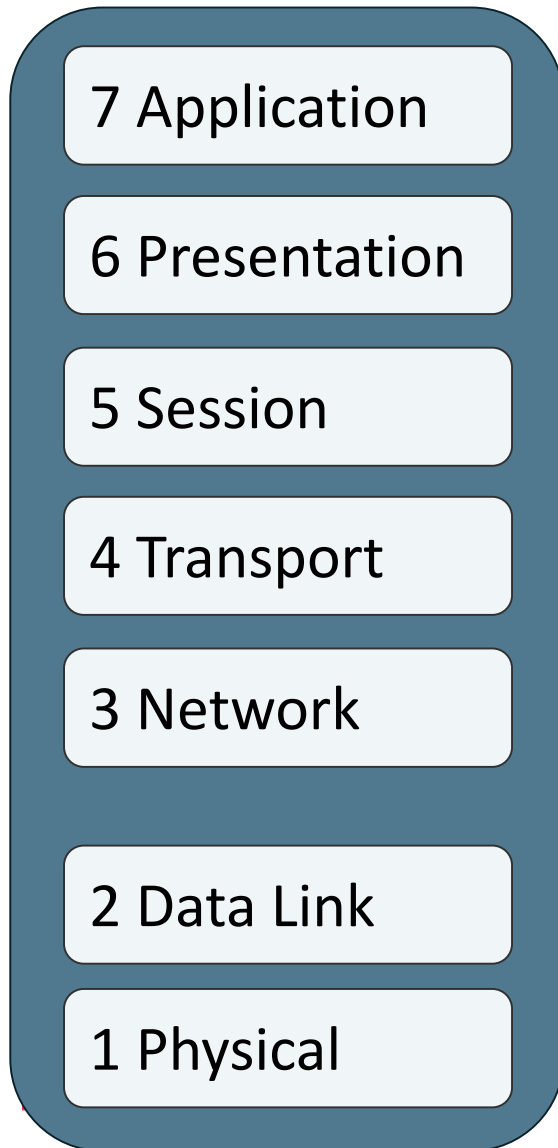 7 Application
6 Presentation
5 Session
4 Transport
3 Network
2 Data Link
1 Physical